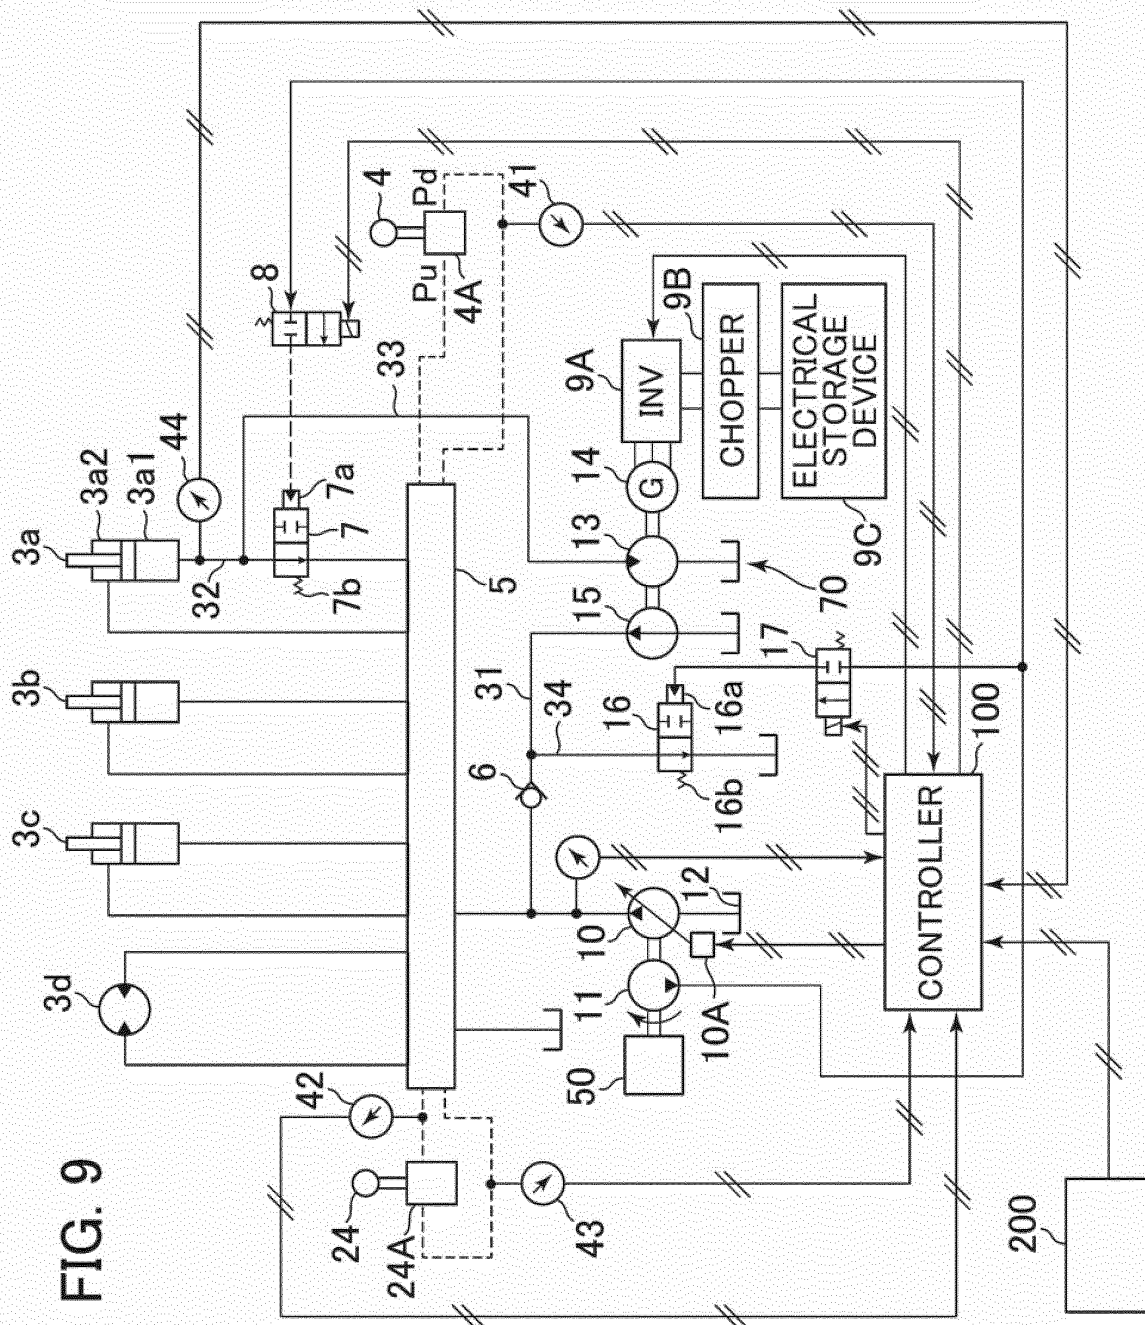 FIG. 9
3d
3c
3b
3a
3a2
3a1
44
32
8
42
7b
7a
24
7
33
4
24A
Pu
Pd
4A
6
31
5
41
34
43
50
11
10
15
13
14
9A
16
G
INV
9B
12
10A
16b
16a
CHOPPER
17
ELECTRICAL
STORAGE
DEVICE
70
9C
CONTROLLER
100
200